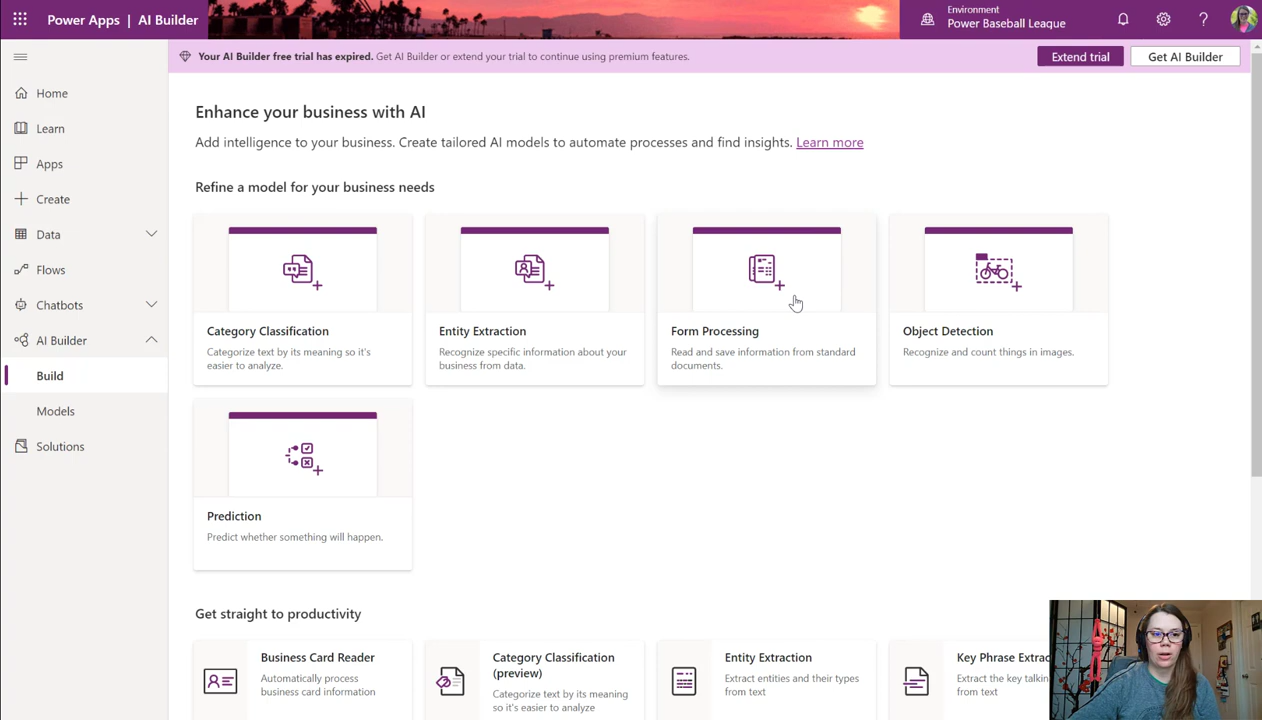 Power Apps | AI Builder
Environment
Power Baseball League
Your AI Builder free trial has expired. Get AI Builder or extend your trial to continue using premium features.
Extend trial
Get AI Builder
Home
Learn
Apps
Create
Data
Flows
Chatbots
AI Builder
Build
Models
Solutions
Enhance your business with AI
Add intelligence to your business. Create tailored AI models to automate processes and find insights. Learn more
Refine a model for your business needs
Category Classification
Categorize text by its meaning so it's
easier to analyze.
Entity Extraction
Recognize specific information about your
business from data.
Form Processing
Read and save information from standard
documents.
Object Detection
Recognize and count things in images.
Prediction
Predict whether something will happen.
Get straight to productivity
Business Card Reader
Automatically process
business card information
Category Classification
(preview)
Categorize text by its meaning
so it's easier to analyze
Entity Extraction
Extract entities and their types
from text
Key Phrase Extrac
Extract the key talkin
from text